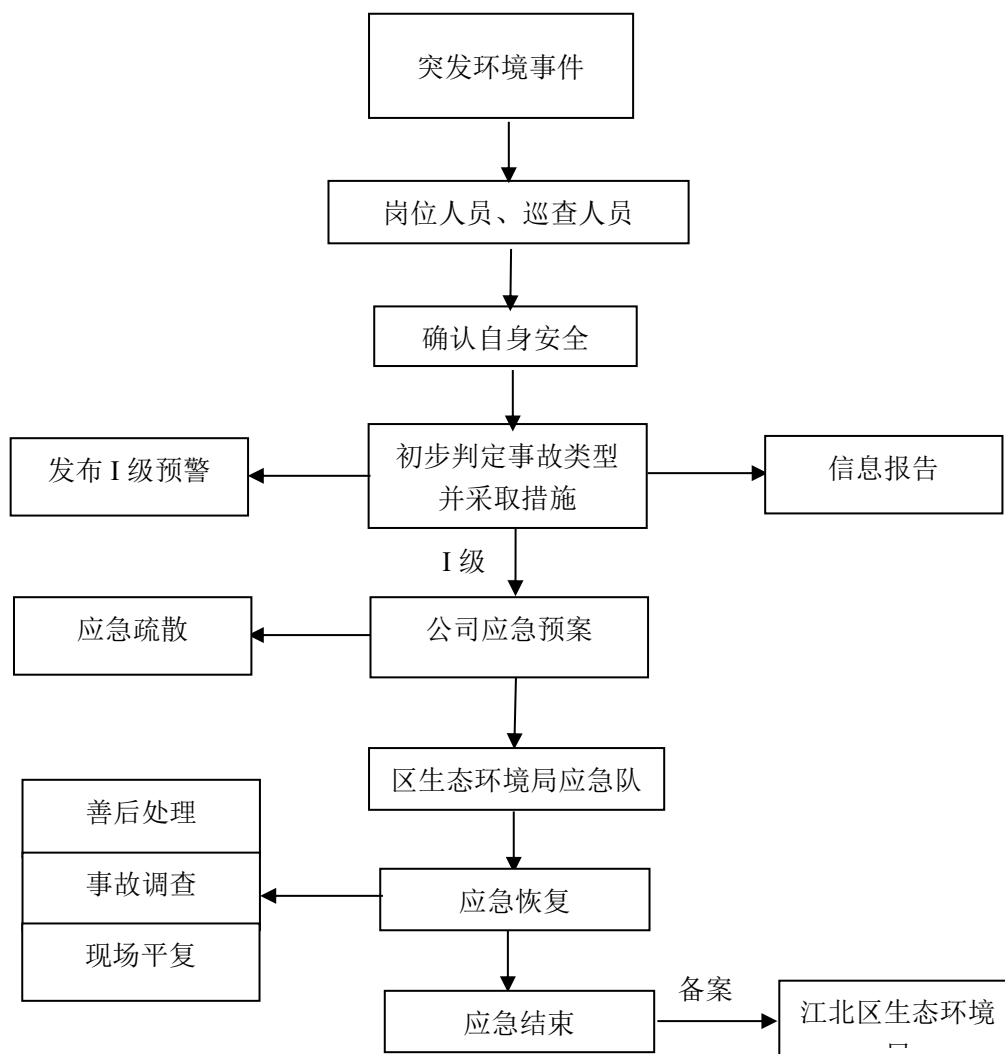 突发环境事件
岗位人员、巡查人员
确认自身安全
发布 I 级预警
初步判定事故类型
并采取措施
信息报告
I 级
应急疏散
公司应急预案
区生态环境局应急队
善后处理
事故调查
应急恢复
现场平复
备案
应急结束
江北区生态环境